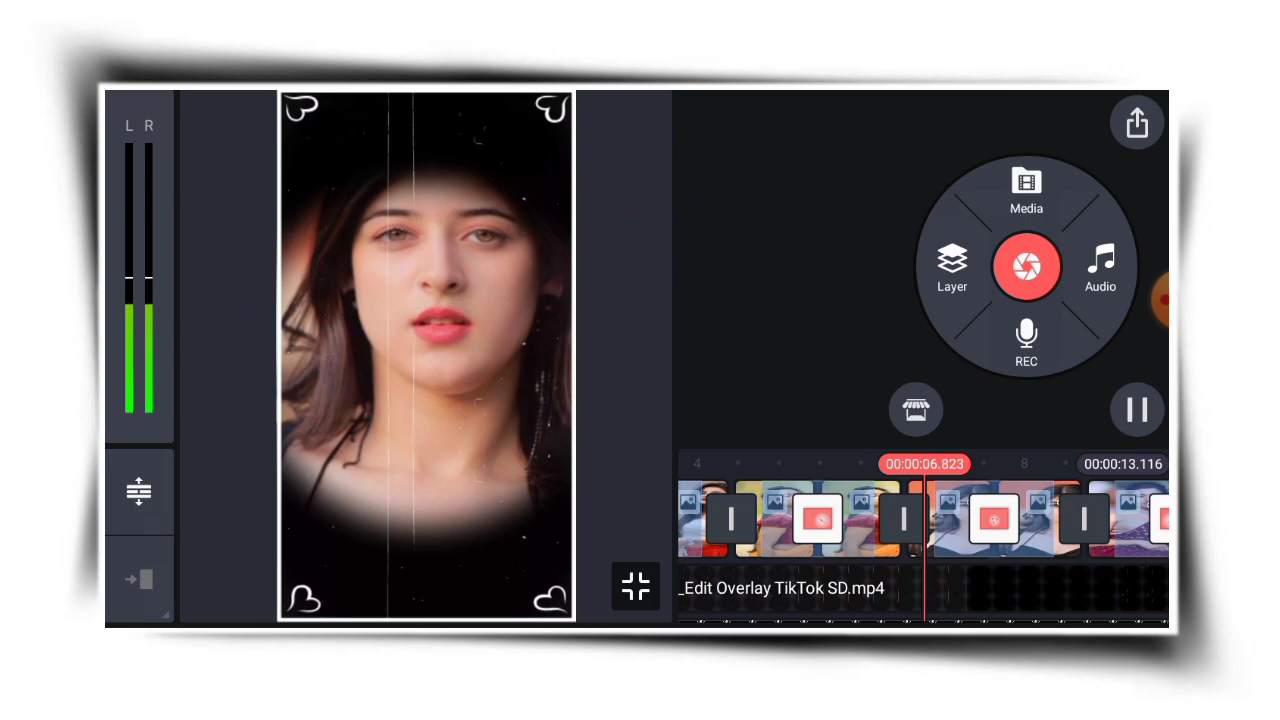 L R
Media
Layer
Audio
REC
4
8
00:00:06.823
00:00:13.116
_Edit Overlay TikTok SD.mp4